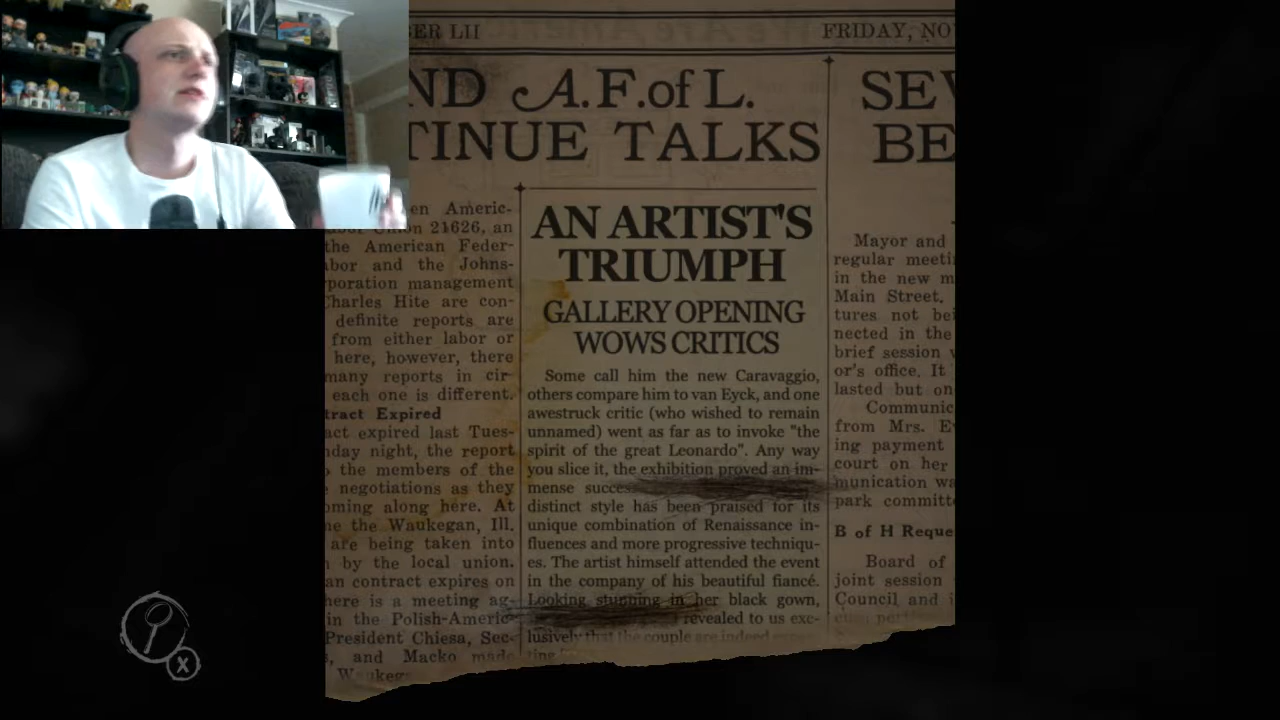 ER LII
FRIDAY, NO
ND A.F.of L.
TINUE TALKS
SEV
BE
en Americ-
Union 21626, an
the American Feder-
bor and the Johns-
poration management
Charles Hite are con-
definite reports are
from either labor or
here, however, there
many reports in cir-
each one is different.
tract Expired
act expired last Tues-
day night, the report
the members of the
negotiations as they
oming along here. At
e the Waukegan, Ill.
are being taken into
by the local union.
an contract expires on
here is a meeting ag-
in the Polish-Americ-
President Chiesa, Sec-
, and Macko made
Waukeg
AN ARTIST'S
TRIUMPH
GALLERY OPENING
WOWS CRITICS
Some call him the new Caravaggio,
others compare him to van Eyck, and one
awestruck critic (who wished to remain
unnamed) went as far as to invoke "the
spirit of the great Leonardo". Any way
you slice it, the exhibition proved an im-
mense succes
distinct style has been praised for its
unique combination of Renaissance in-
fluences and more progressive techniqu-
es. The artist himself attended the event
in the company of his beautiful fiancé.
Looking stunning in her black gown,
revealed to us exc-
lusively that the couple are indeed expec-
ting
Mayor and
regular meeti
in the new m
Main Street.
tures not bei
nected in the
brief session
or's office. It
lasted but on
Communic
from Mrs. E
ing payment
court on her
munication wa
park committe
B of H Reque
Board of
joint session
Council and i
X